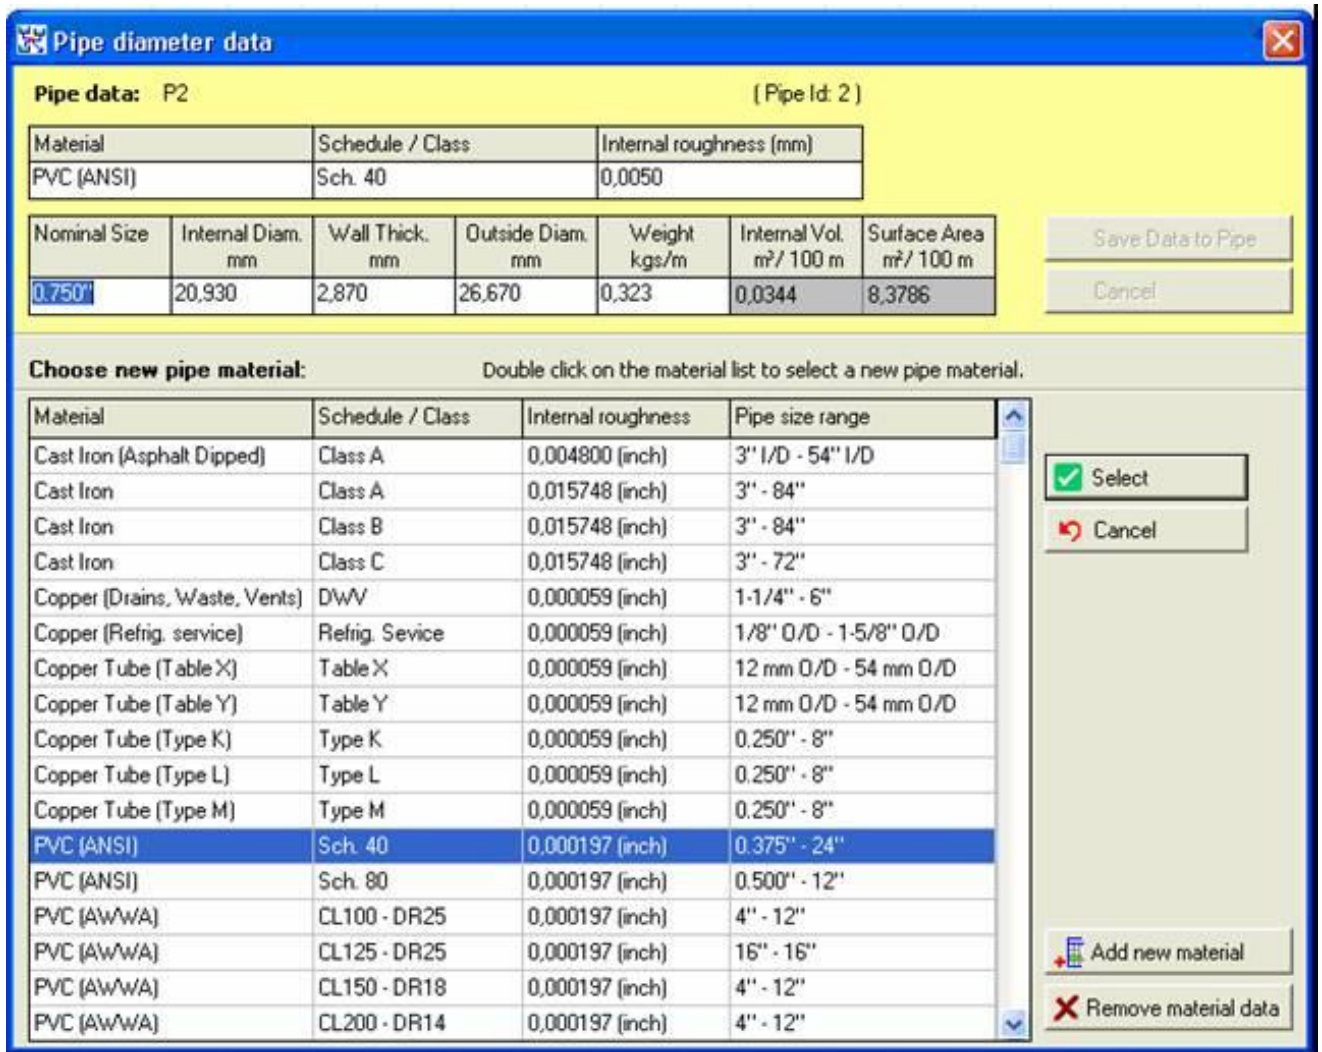 Pipe diameter data
Pipe data: P2 ( Pipe Id: 2 )
Material Schedule / Class Internal roughness (mm)
PVC (ANSI) Sch. 40 0,0050
Nominal Size Internal Diam. mm Wall Thick. mm Outside Diam. mm Weight kgs/m Internal Vol. m³/ 100 m Surface Area m²/ 100 m
0.750" 20,930 2,870 26,670 0,323 0,0344 8,3786
Save Data to Pipe
Cancel
Choose new pipe material: Double click on the material list to select a new pipe material.
Material Schedule / Class Internal roughness Pipe size range
Cast Iron (Asphalt Dipped) Class A 0,004800 (inch) 3" I/D - 54" I/D
Cast Iron Class A 0,015748 (inch) 3" - 84"
Cast Iron Class B 0,015748 (inch) 3" - 84"
Cast Iron Class C 0,015748 (inch) 3" - 72"
Copper (Drains, Waste, Vents) DWV 0,000059 (inch) 1-1/4" - 6"
Copper (Refrig. service) Refrig. Sevice 0,000059 (inch) 1/8" O/D - 1-5/8" O/D
Copper Tube (Table X) Table X 0,000059 (inch) 12 mm O/D - 54 mm O/D
Copper Tube (Table Y) Table Y 0,000059 (inch) 12 mm O/D - 54 mm O/D
Copper Tube (Type K) Type K 0,000059 (inch) 0.250" - 8"
Copper Tube (Type L) Type L 0,000059 (inch) 0.250" - 8"
Copper Tube (Type M) Type M 0,000059 (inch) 0.250" - 8"
PVC (ANSI) Sch. 40 0,000197 (inch) 0.375" - 24"
PVC (ANSI) Sch. 80 0,000197 (inch) 0.500" - 12"
PVC (AWWA) CL100 - DR25 0,000197 (inch) 4" - 12"
PVC (AWWA) CL125 - DR25 0,000197 (inch) 16" - 16"
PVC (AWWA) CL150 - DR18 0,000197 (inch) 4" - 12"
PVC (AWWA) CL200 - DR14 0,000197 (inch) 4" - 12"
Select
Cancel
Add new material
Remove material data